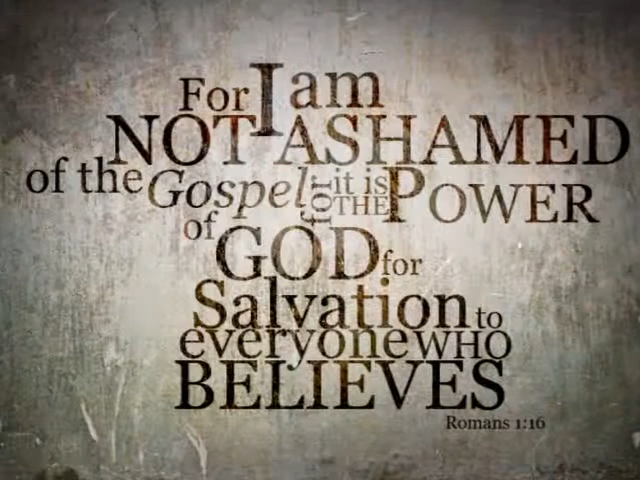 For I am
NOT ASHAMED
of the Gospel for it is THE POWER
of GOD for
Salvation to
everyone WHO
BELIEVES
Romans 1:16